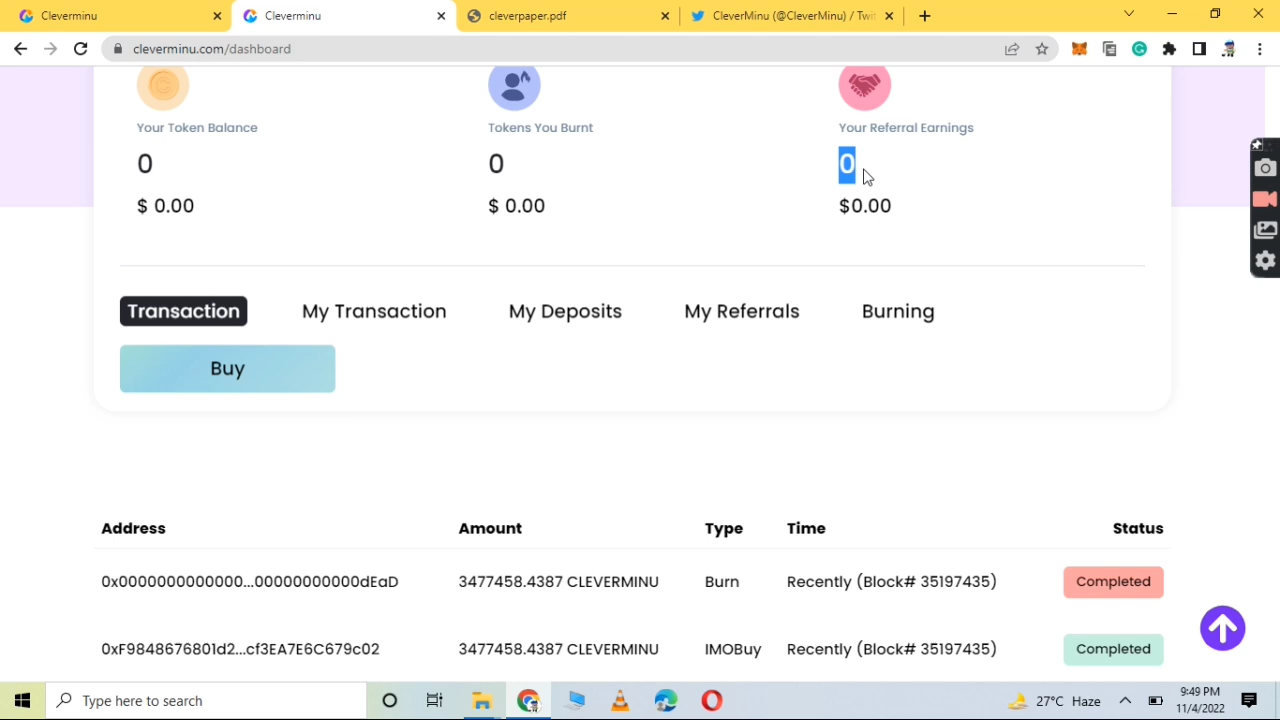 Cleverminu
Cleverminu
cleverpaper.pdf
CleverMinu (@CleverMinu) / Twit
cleverminu.com/dashboard
Your Token Balance
Tokens You Burnt
Your Referral Earnings
0
0
0
$ 0.00
$ 0.00
$0.00
Transaction
My Transaction
My Deposits
My Referrals
Burning
Buy
Address Amount Type Time Status
0x0000000000000...00000000000dEaD 3477458.4387 CLEVERMINU Burn Recently (Block# 35197435) Completed
0xF9848676801d2...cf3EA7E6C679c02 3477458.4387 CLEVERMINU IMOBuy Recently (Block# 35197435) Completed
Type here to search
27°C Haze
9:49 PM
11/4/2022